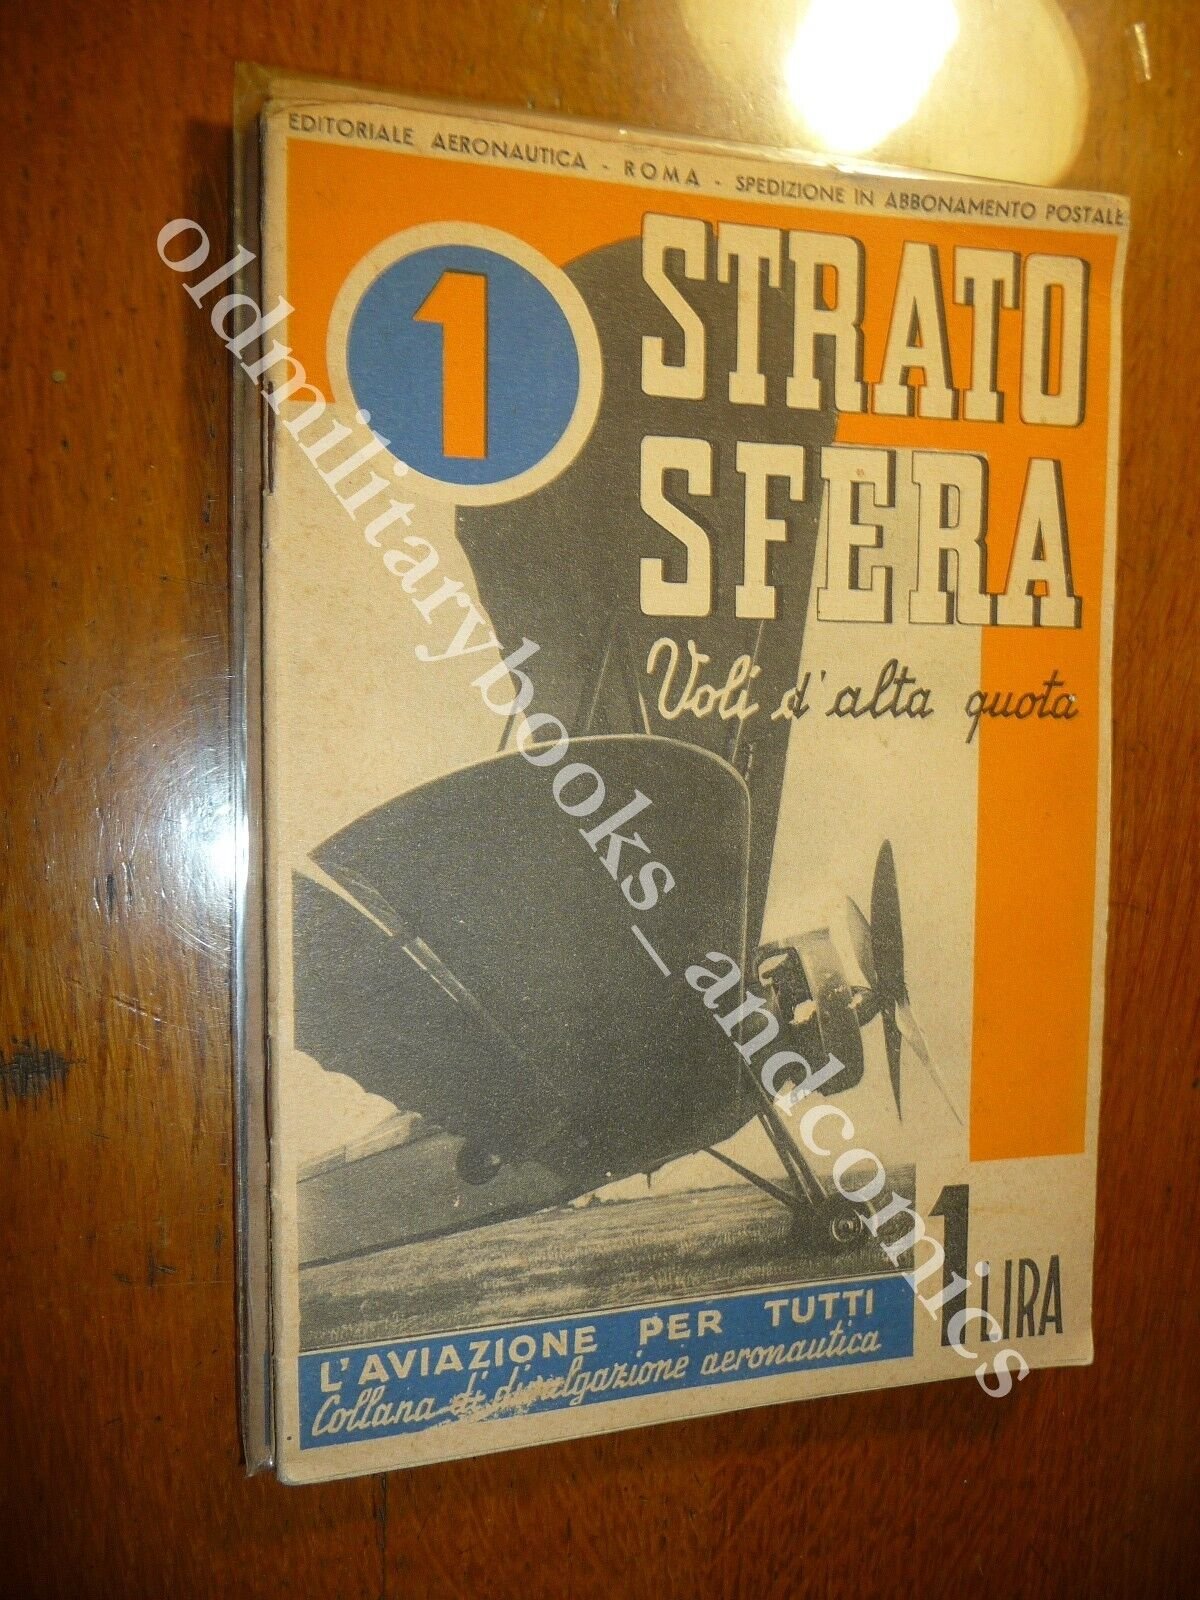 EDITORIALE AERONAUTICA - ROMA - SPEDIZIONE IN ABBONAMENTO POSTALE
1
STRATO
SFERA
Voli d'alta quota
1 LIRA
L'AVIAZIONE PER TUTTI
Collana di divulgazione aeronautica
oldmilitarybooks_andcomics